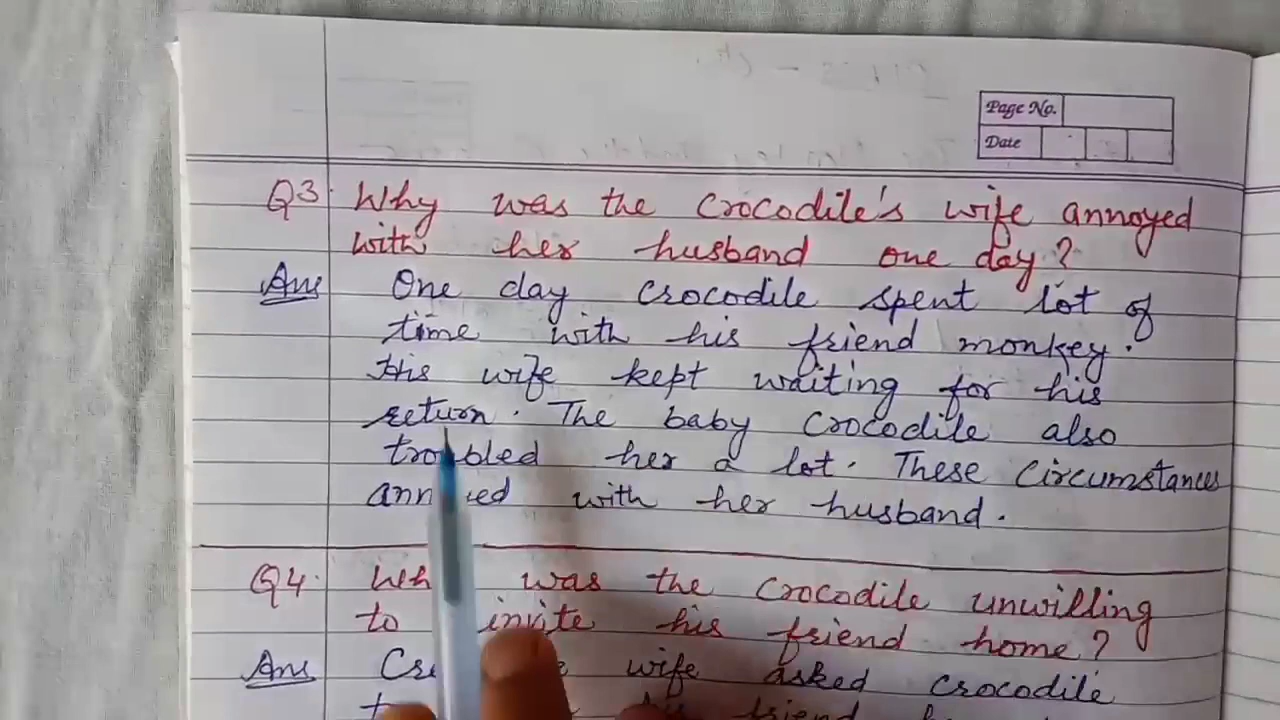 Page No.
Date
Q3. Why was the crocodile's wife annoyed
with her husband one day?
Ans One day crocodile spent lot of
time with his friend monkey.
His wife kept waiting for his
return. The baby crocodile also
troubled her a lot. These circumstances
with her husband.
Q4. was the crocodile unwilling
to invite his friend home?
Ans wife asked crocodile
his friend